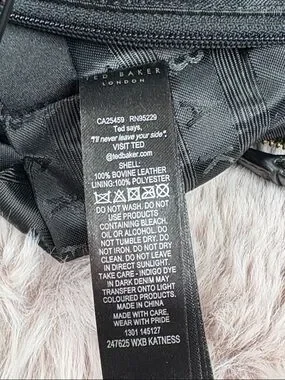 TED BAKER
LONDON
CA25459 RN95229
Ted says,
"I'll never leave your side".
VISIT TED
@tedbaker.com
SHELL:
100% BOVINE LEATHER
LINING:100% POLYESTER
DO NOT WASH. DO NOT
USE PRODUCTS
CONTAINING BLEACH,
OIL OR ALCOHOL. DO
NOT TUMBLE DRY. DO
NOT IRON. DO NOT DRY
CLEAN. DO NOT LEAVE
IN DIRECT SUNLIGHT.
TAKE CARE - INDIGO DYE
IN DARK DENIM MAY
TRANSFER ONTO LIGHT
COLOURED PRODUCTS.
MADE IN CHINA
MADE WITH CARE,
WEAR WITH PRIDE
1301 145127
247625 WXB KATNESS